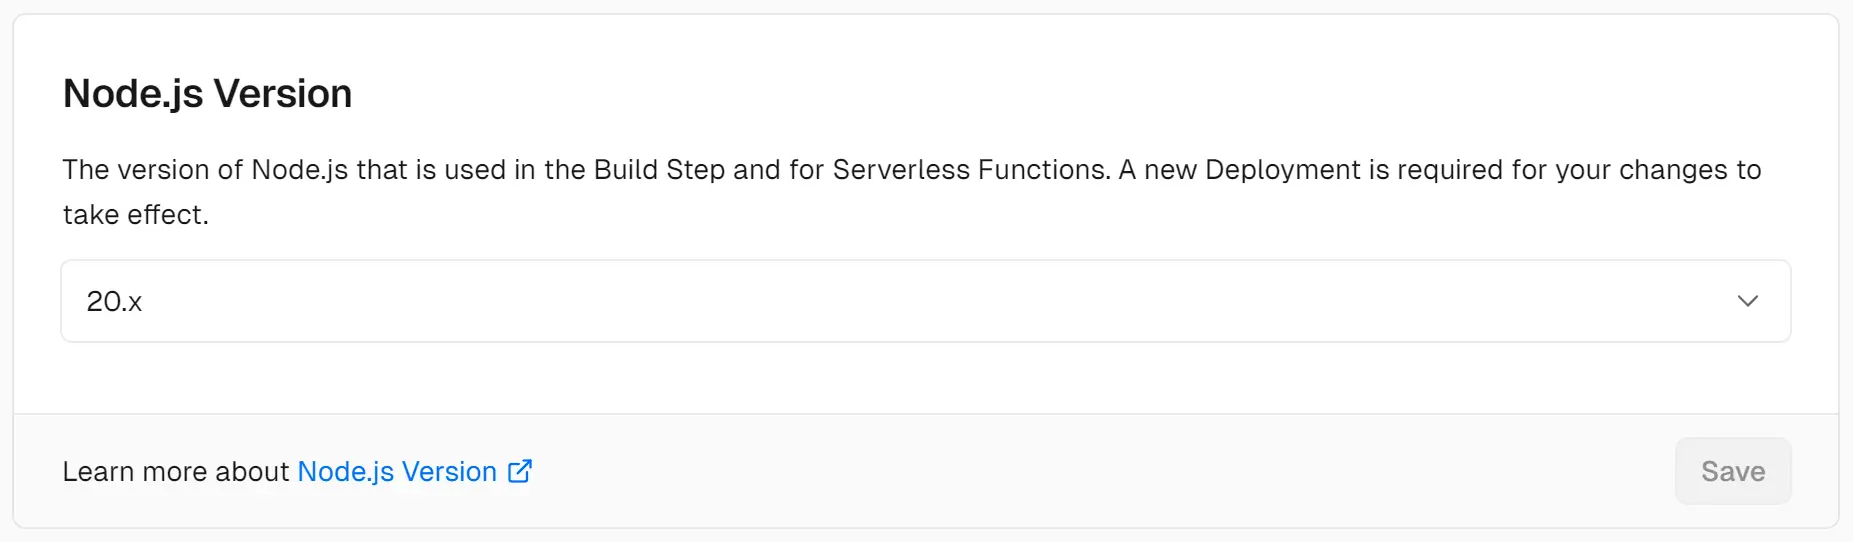 Node.js Version
The version of Node.js that is used in the Build Step and for Serverless Functions. A new Deployment is required for your changes to
take effect.
20.x
Learn more about Node.js Version
Save